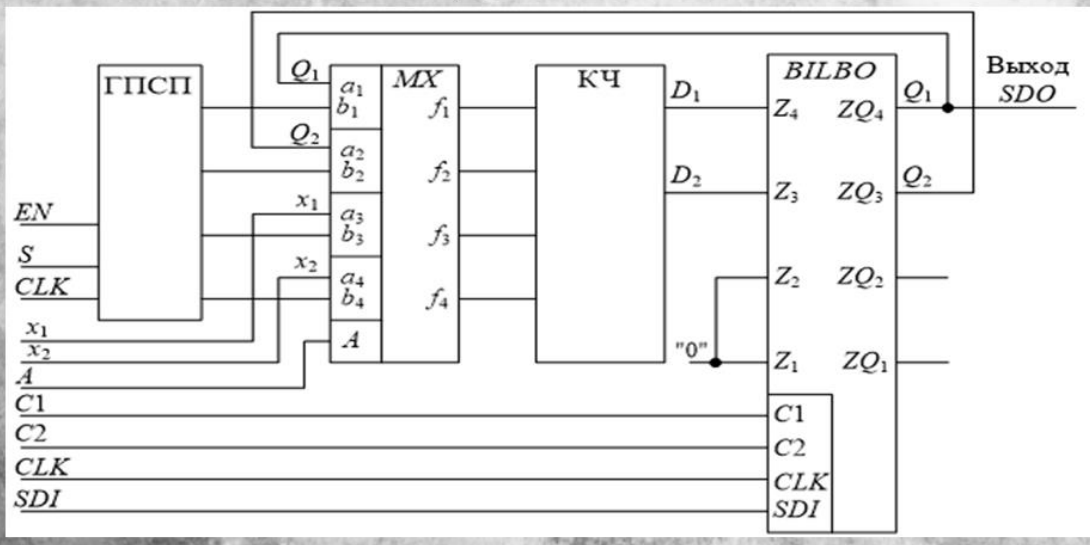 ГПСП
EN
S
CLK
x₁
x₂
A
C1
C2
CLK
SDI
Q₁
Q₂
x₁
x₂
MX
a₁
b₁
a₂
b₂
a₃
b₃
a₄
b₄
A
f₁
f₂
f₃
f₄
КЧ
D₁
D₂
"0"
BILBO
Z₄ ZQ₄
Z₃ ZQ₃
Z₂ ZQ₂
Z₁ ZQ₁
C1
C2
CLK
SDI
Q₁
Q₂
Выход
SDO